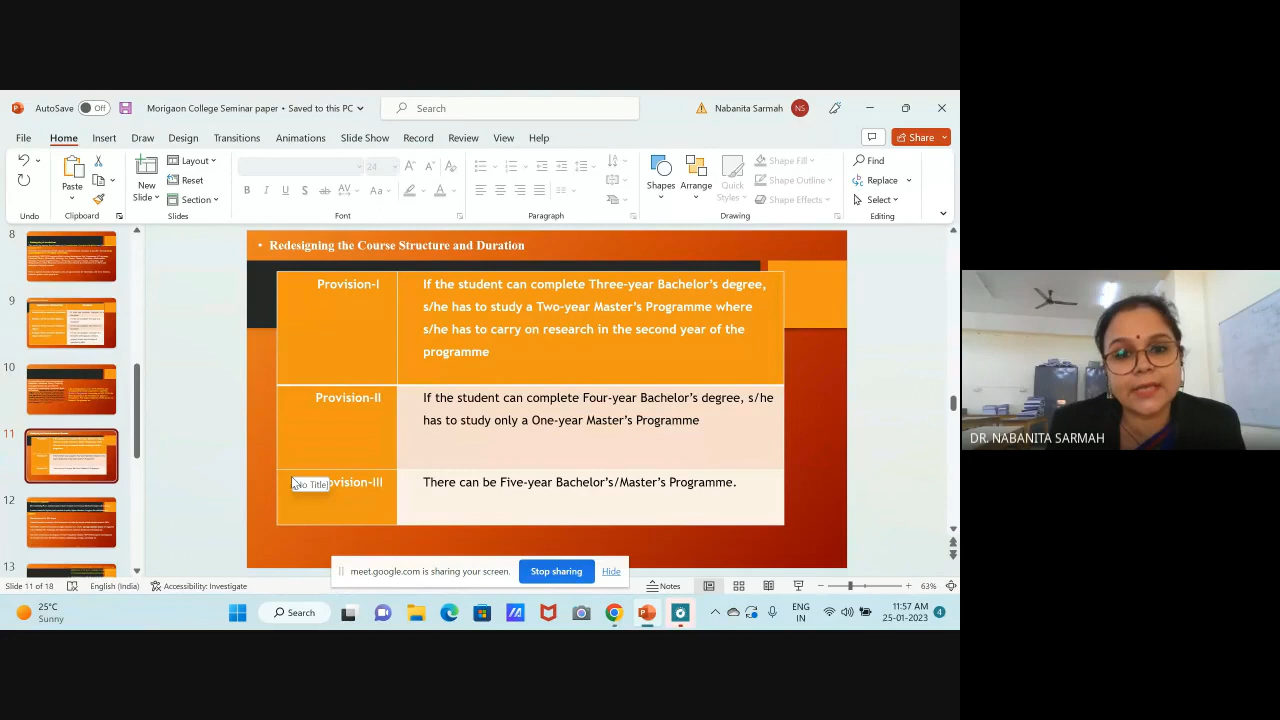 AutoSave
Off
Morigaon College Seminar paper • Saved to this PC
Search
Nabanita Sarmah
NS
File
Home
Insert
Draw
Design
Transitions
Animations
Slide Show
Record
Review
View
Help
Share
Paste
New
Slide
Layout
Reset
Section
24
B
I
U
S
ab
AV
Aa
A
Shapes
Arrange
Quick
Styles
Shape Fill
Shape Outline
Shape Effects
Find
Replace
Select
Undo
Clipboard
Slides
Font
Paragraph
Drawing
Editing
8
9
10
11
12
13
• Redesigning the Course Structure and Duration
Provision-I
If the student can complete Three-year Bachelor's degree,
s/he has to study a Two-year Master's Programme where
s/he has to carry on research in the second year of the
programme
Provision-II
If the student can complete Four-year Bachelor's degree, s/he
has to study only a One-year Master's Programme
No Title]
ovision-III
There can be Five-year Bachelor's/Master's Programme.
DR. NABANITA SARMAH
meet.google.com is sharing your screen.
Stop sharing
Hide
Slide 11 of 18
English (India)
Accessibility: Investigate
Notes
63%
25°C
Sunny
Search
ENG
IN
11:57 AM
25-01-2023
4